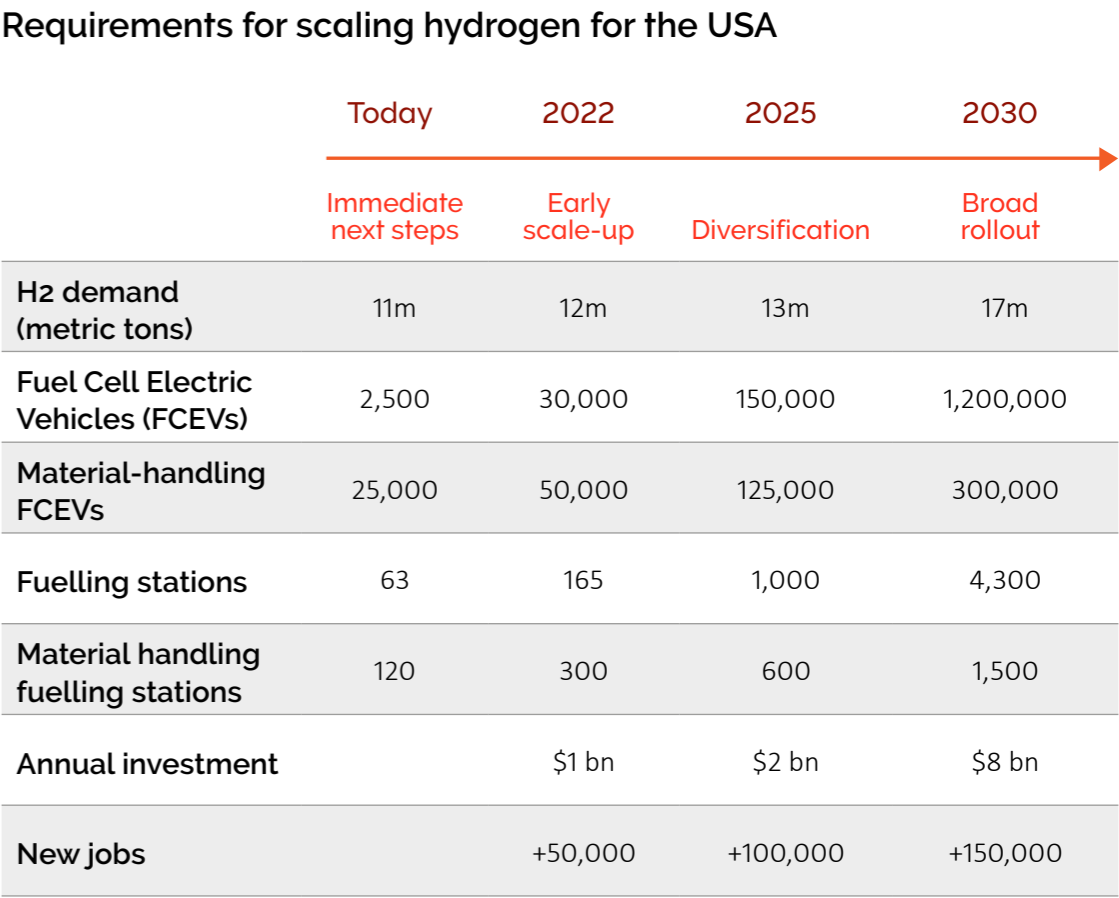 Requirements for scaling hydrogen for the USA
Today 2022 2025 2030
Immediate next steps Early scale-up Diversification Broad rollout
H2 demand (metric tons) 11m 12m 13m 17m
Fuel Cell Electric Vehicles (FCEVs) 2,500 30,000 150,000 1,200,000
Material-handling FCEVs 25,000 50,000 125,000 300,000
Fuelling stations 63 165 1,000 4,300
Material handling fuelling stations 120 300 600 1,500
Annual investment $1 bn $2 bn $8 bn
New jobs +50,000 +100,000 +150,000